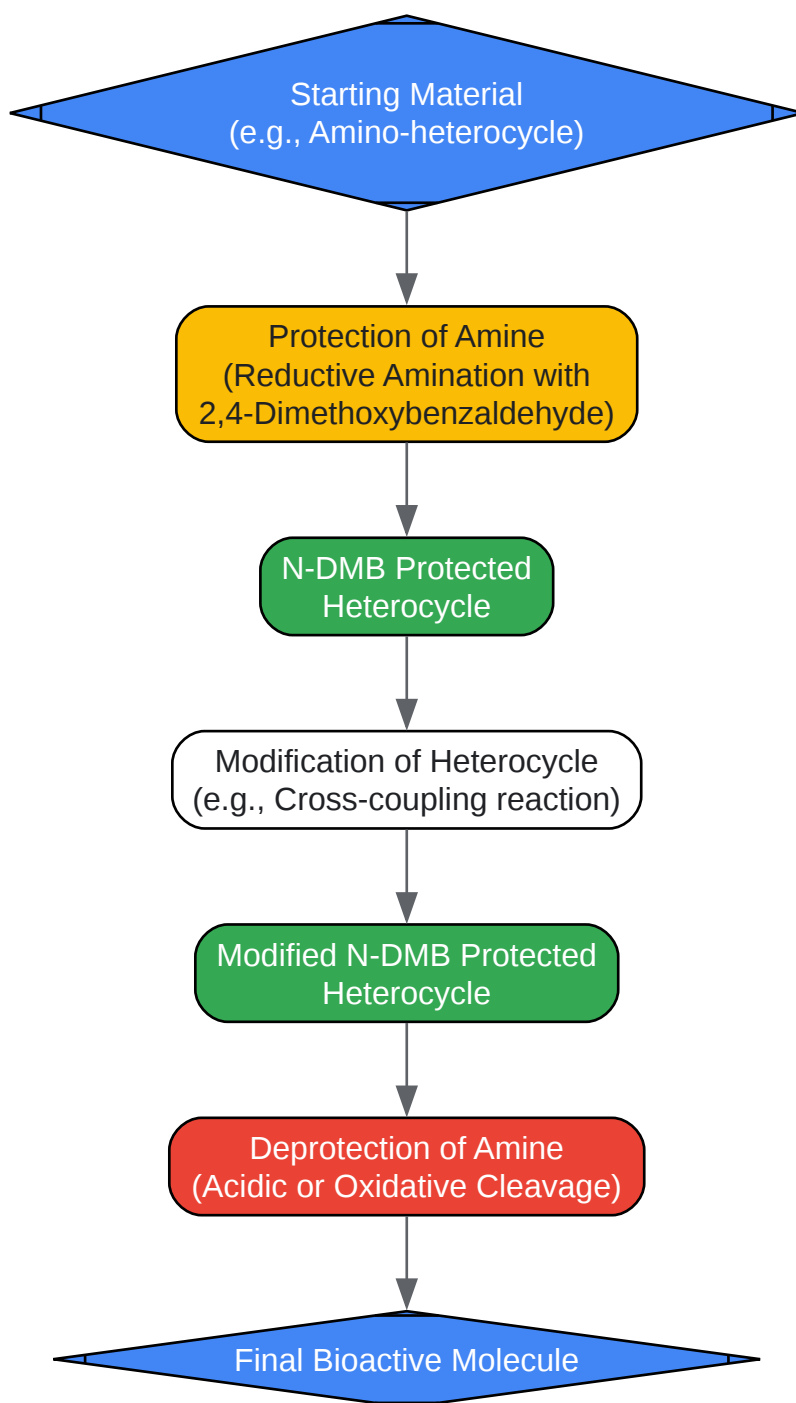 Starting Material
(e.g., Amino-heterocycle)
Protection of Amine
(Reductive Amination with
2,4-Dimethoxybenzaldehyde)
N-DMB Protected
Heterocycle
Modification of Heterocycle
(e.g., Cross-coupling reaction)
Modified N-DMB Protected
Heterocycle
Deprotection of Amine
(Acidic or Oxidative Cleavage)
Final Bioactive Molecule